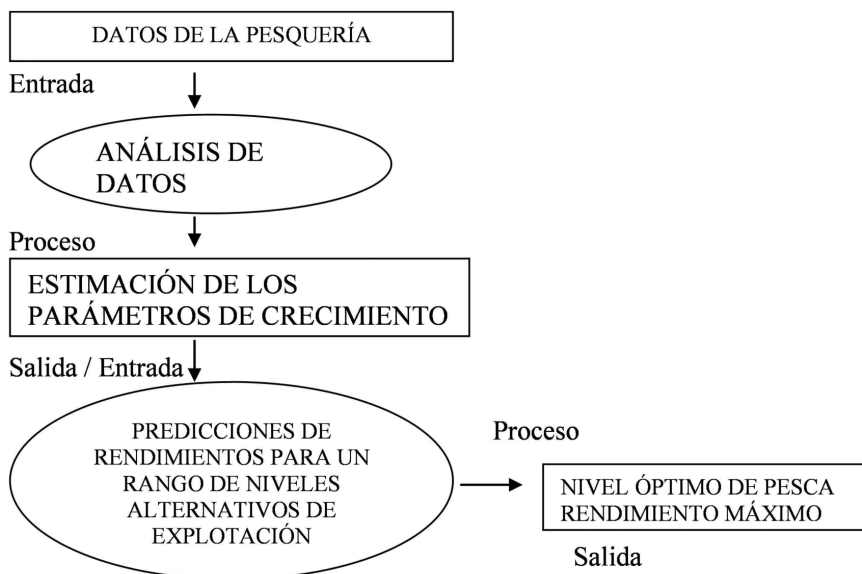 DATOS DE LA PESQUERÍA
Entrada
ANÁLISIS DE
DATOS
Proceso
ESTIMACIÓN DE LOS
PARÁMETROS DE CRECIMIENTO
Salida / Entrada
PREDICCIONES DE
RENDIMIENTOS PARA UN
RANGO DE NIVELES
ALTERNATIVOS DE
EXPLOTACIÓN
Proceso
NIVEL ÓPTIMO DE PESCA
RENDIMIENTO MÁXIMO
Salida